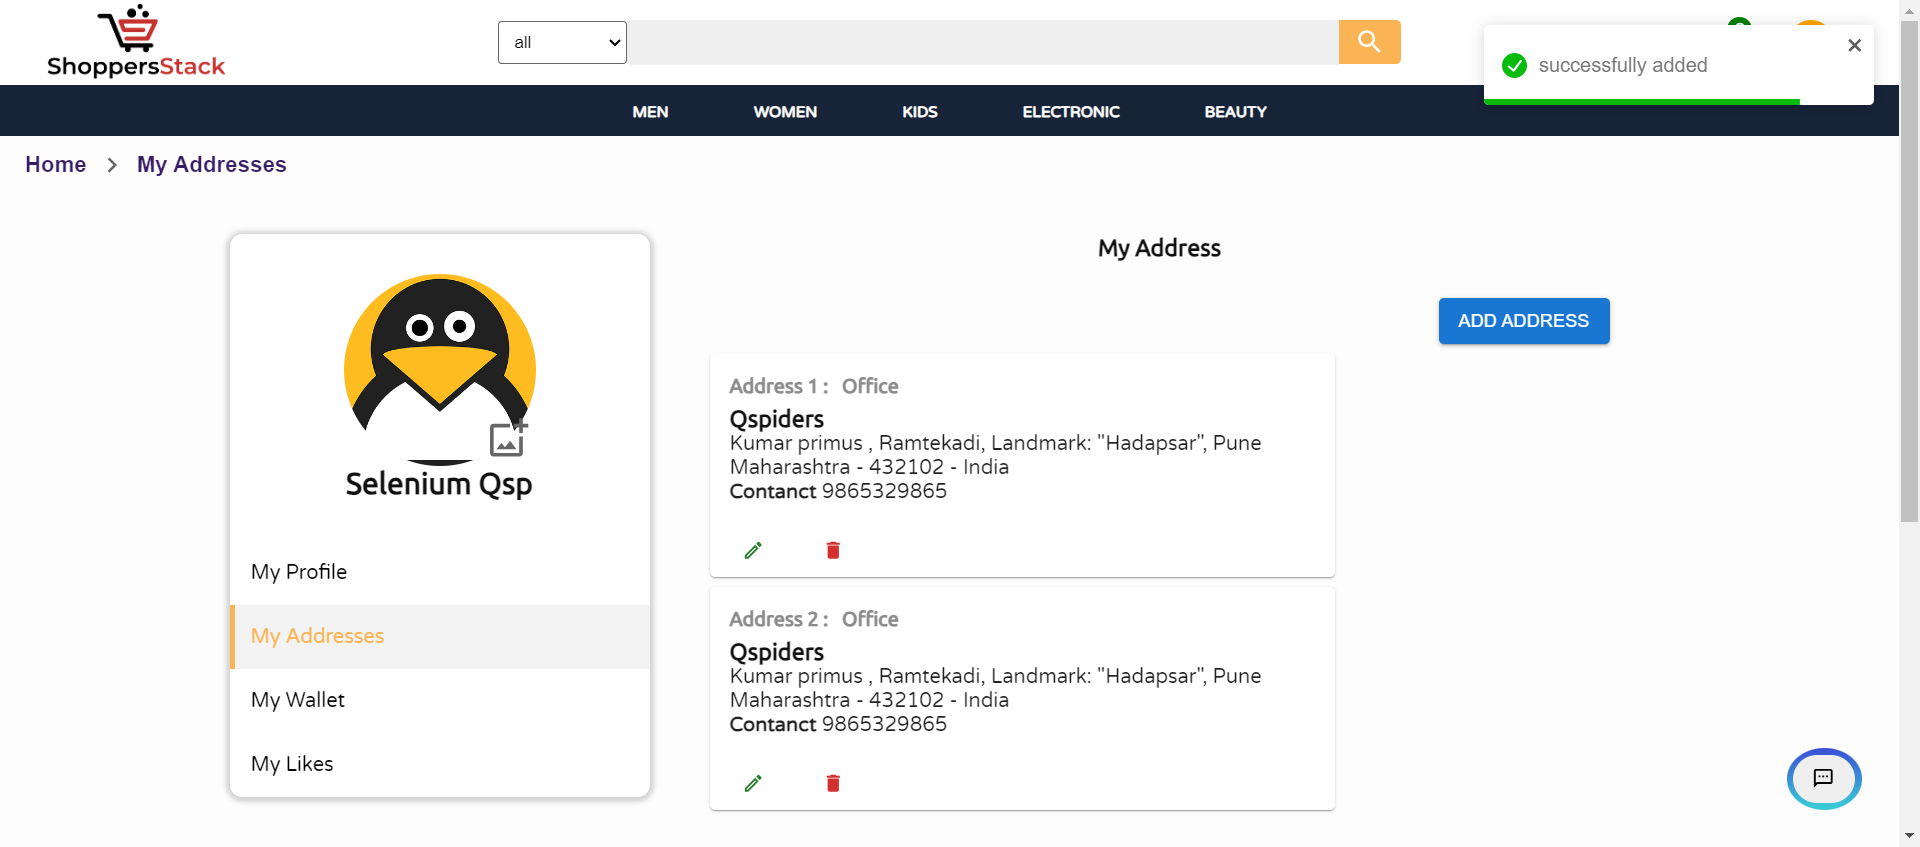 ShoppersStack
all
successfully added
MEN WOMEN KIDS ELECTRONIC BEAUTY
Home My Addresses
My Address
ADD ADDRESS
Selenium Qsp
My Profile
My Addresses
My Wallet
My Likes
Address 1 : Office
Qspiders
Kumar primus , Ramtekadi, Landmark: "Hadapsar", Pune
Maharashtra - 432102 - India
Contanct 9865329865
Address 2 : Office
Qspiders
Kumar primus , Ramtekadi, Landmark: "Hadapsar", Pune
Maharashtra - 432102 - India
Contanct 9865329865